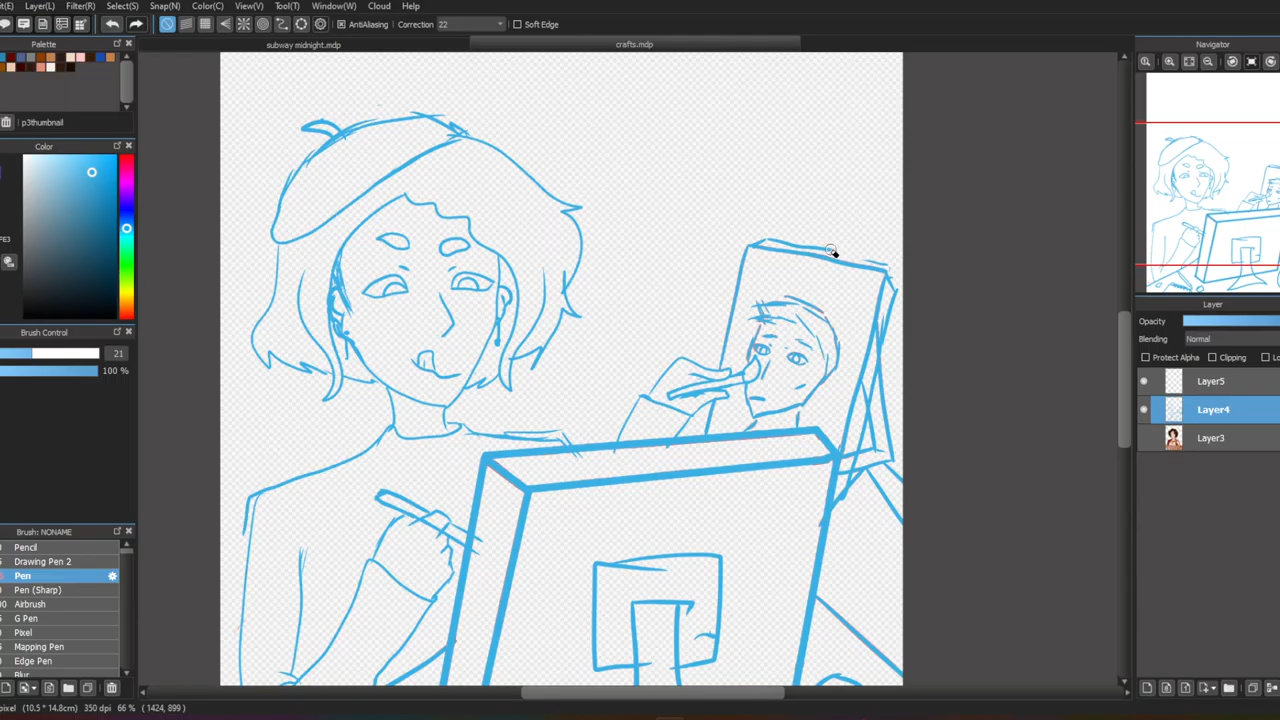 Layer(L)
Filter(R)
Select(S)
Snap
Color(C)
View(V)
Tool(T)
Window(W)
Cloud
Help
AntiAliasing
Correction
22
Soft Edge
Palette
subway midnight.mdp
crafts.mdp
Navigator
p3thumbnail
Color
FE3
Brush Control
21
100 %
Layer
Opacity
Blending
Normal
Protect Alpha
Clipping
Layer5
Layer4
Layer3
Brush: NONAME
Pencil
Drawing Pen 2
Pen
Pen (Sharp)
Airbrush
G Pen
Pixel
Mapping Pen
Edge Pen
Blur
pixel
(10.5 * 14.8cm)
350 dpi
66 %
( 1424, 899 )